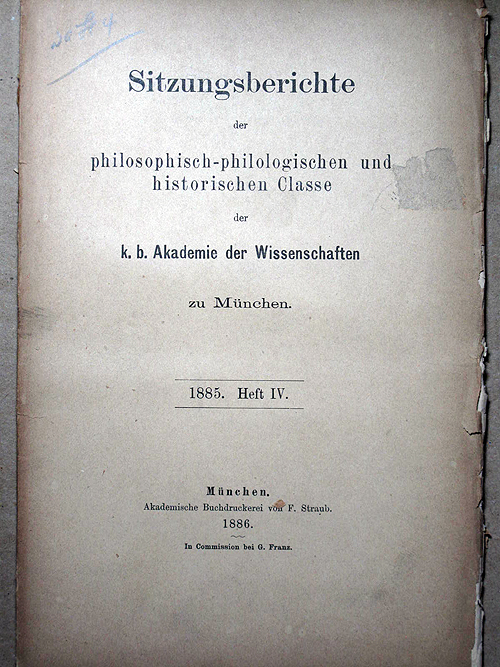 Sitzungsberichte
der
philosophisch-philologischen und
historischen Classe
der
k. b. Akademie der Wissenschaften
zu München.
1885. Heft IV.
München.
Akademische Buchdruckerei von F. Straub.
1886.
In Commission bei G. Franz.